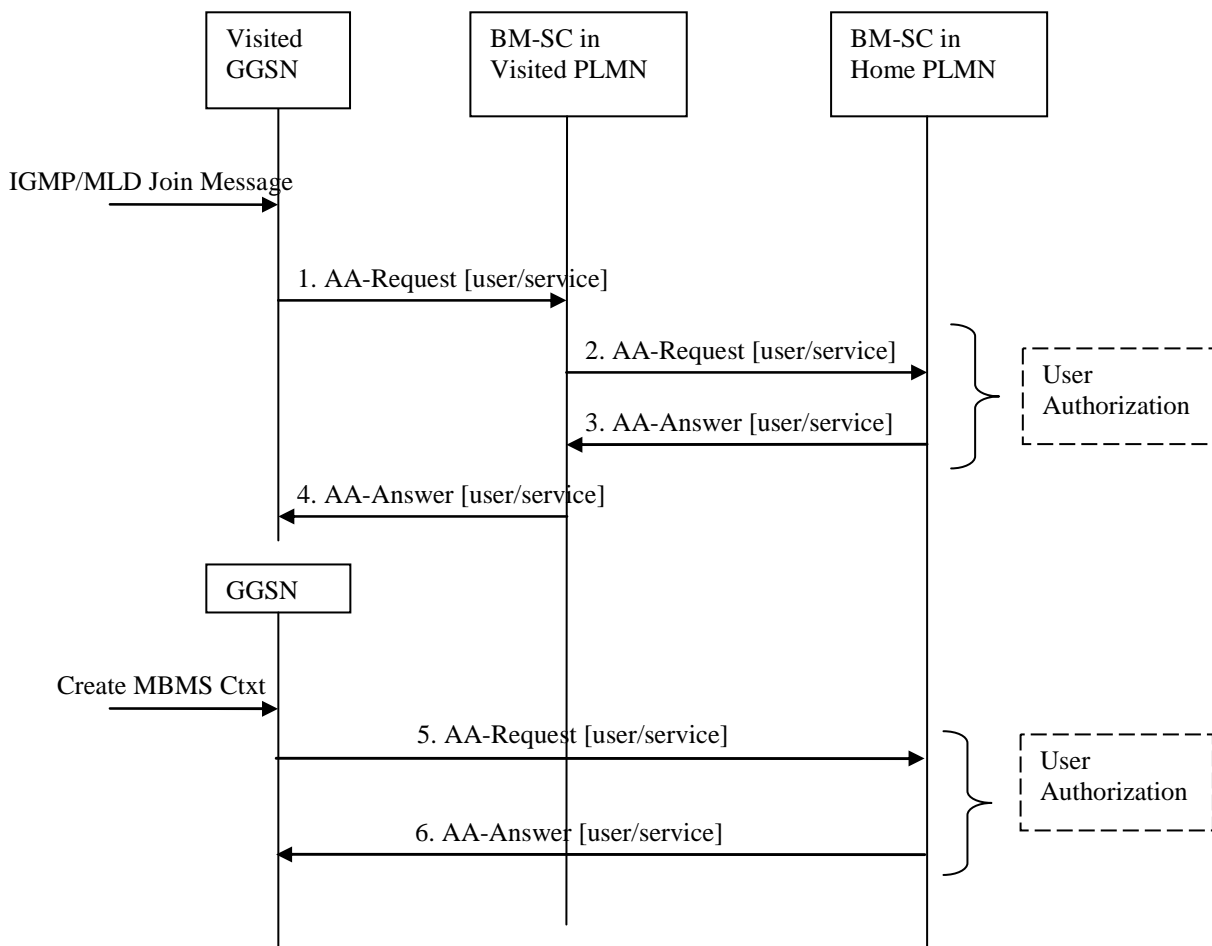 Visited
GGSN
BM-SC in
Visited PLMN
BM-SC in
Home PLMN
IGMP/MLD Join Message
1. AA-Request [user/service]
2. AA-Request [user/service]
User
Authorization
3. AA-Answer [user/service]
4. AA-Answer [user/service]
GGSN
Create MBMS Ctxt
5. AA-Request [user/service]
User
Authorization
6. AA-Answer [user/service]